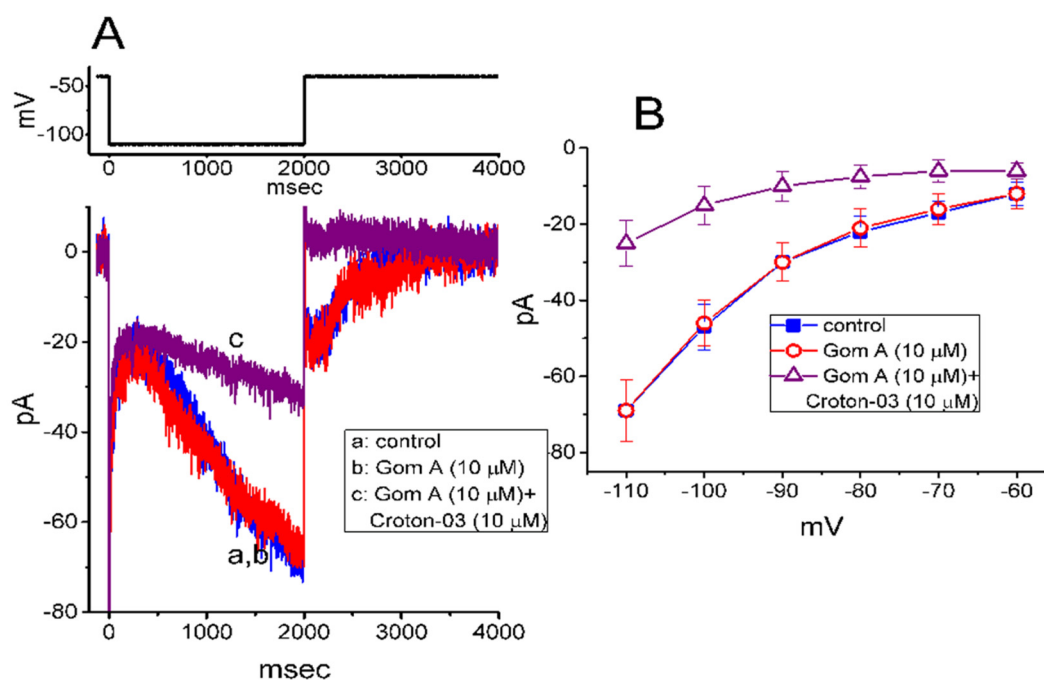 A
mV
-50
-100
0 1000 2000 3000 4000
msec
pA
0
-20
-40
-60
-80
c
a,b
a: control
b: Gom A (10 μM)
c: Gom A (10 μM)+
Croton-03 (10 μM)
0 1000 2000 3000 4000
msec
B
pA
0
-20
-40
-60
-80
control
Gom A (10 μM)
Gom A (10 μM)+
Croton-03 (10 μM)
-110 -100 -90 -80 -70 -60
mV